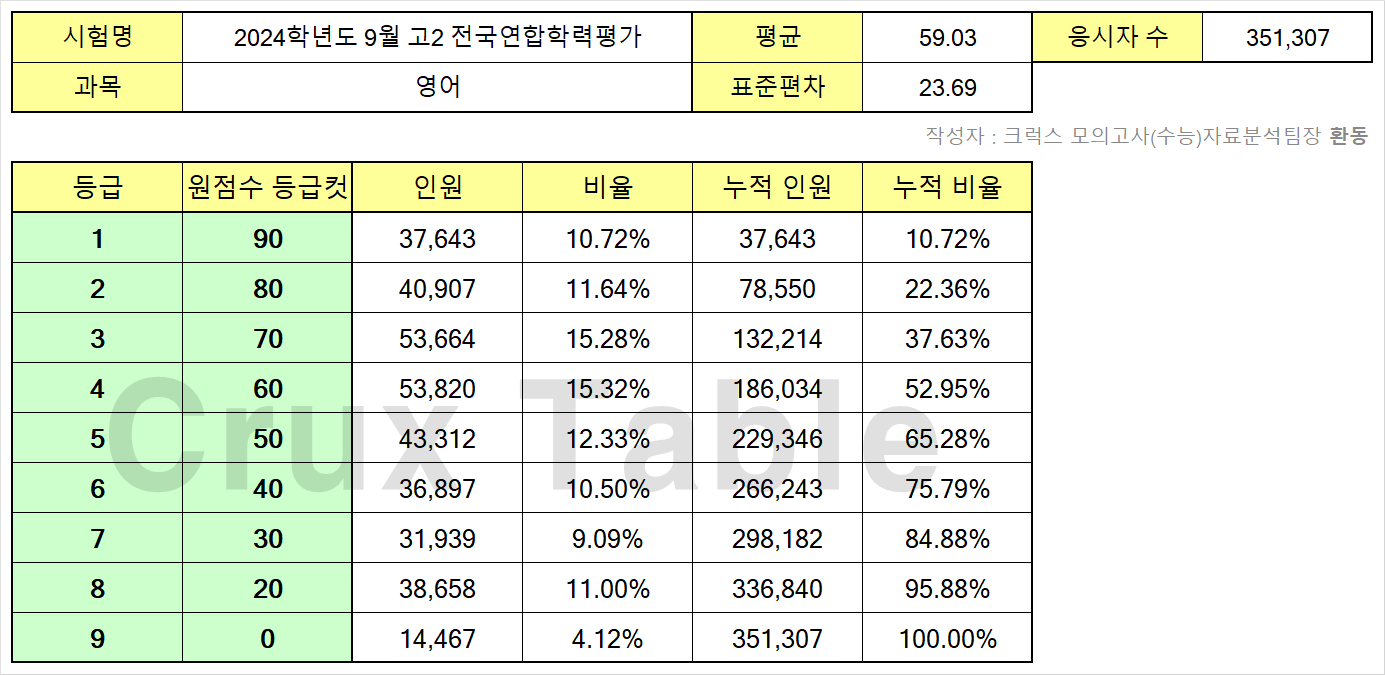 시험명 2024학년도 9월 고2 전국연합학력평가 평균 59.03 응시자 수 351,307
과목 영어 표준편차 23.69
작성자 : 크럭스 모의고사(수능)자료분석팀장 환동
등급 원점수 등급컷 인원 비율 누적 인원 누적 비율
1 90 37,643 10.72% 37,643 10.72%
2 80 40,907 11.64% 78,550 22.36%
3 70 53,664 15.28% 132,214 37.63%
4 60 53,820 15.32% 186,034 52.95%
5 50 43,312 12.33% 229,346 65.28%
6 40 36,897 10.50% 266,243 75.79%
7 30 31,939 9.09% 298,182 84.88%
8 20 38,658 11.00% 336,840 95.88%
9 0 14,467 4.12% 351,307 100.00%
Crux Table